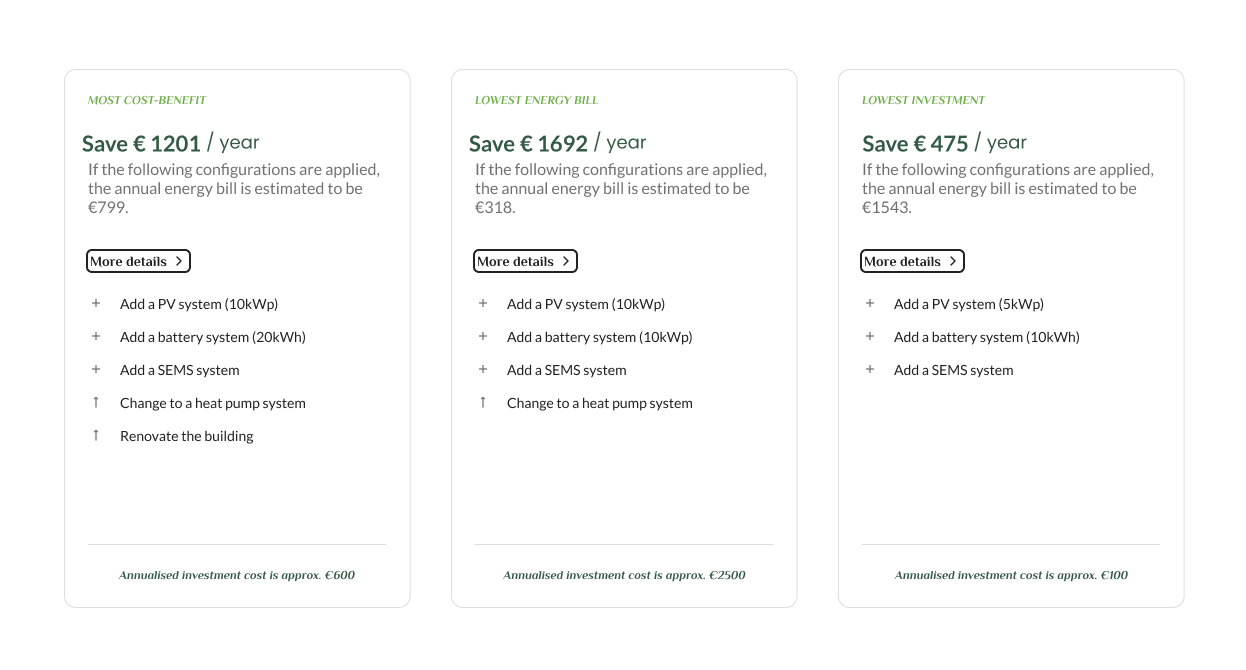 MOST COST-BENEFIT
Save € 1201 / year
If the following configurations are applied,
the annual energy bill is estimated to be
€799.
More details
+ Add a PV system (10kWp)
+ Add a battery system (20kWh)
+ Add a SEMS system
↑ Change to a heat pump system
↑ Renovate the building
Annualised investment cost is approx. €600
LOWEST ENERGY BILL
Save € 1692 / year
If the following configurations are applied,
the annual energy bill is estimated to be
€318.
More details
+ Add a PV system (10kWp)
+ Add a battery system (10kWp)
+ Add a SEMS system
↑ Change to a heat pump system
Annualised investment cost is approx. €2500
LOWEST INVESTMENT
Save € 475 / year
If the following configurations are applied,
the annual energy bill is estimated to be
€1543.
More details
+ Add a PV system (5kWp)
+ Add a battery system (10kWh)
+ Add a SEMS system
Annualised investment cost is approx. €100